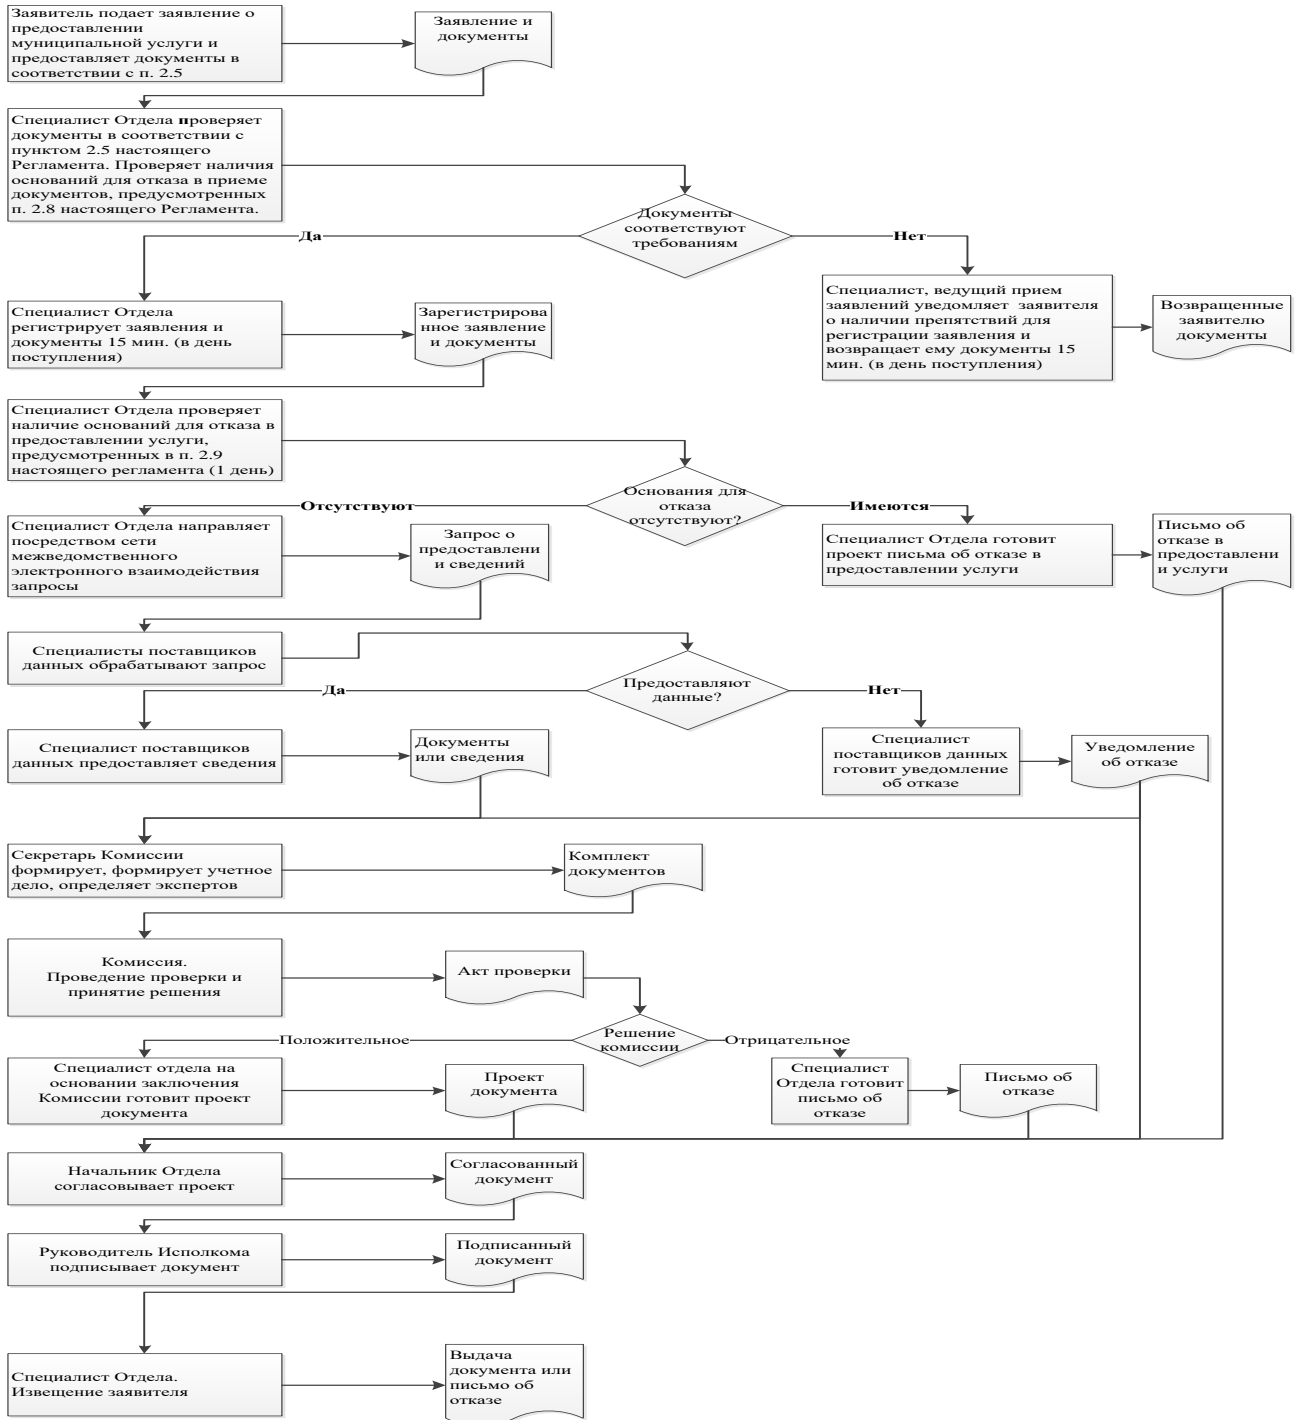 Заявитель подает заявление о
предоставлении
муниципальной услуги и
предоставляет документы в
соответствии с п. 2.5
Заявление и
документы
Специалист Отдела проверяет
документы в соответствии с
пунктом 2.5 настоящего
Регламента. Проверяет наличия
оснований для отказа в приеме
документов, предусмотренных
п. 2.8 настоящего Регламента.
Документы
соответствуют
требованиям
Да
Нет
Специалист Отдела
регистрирует заявления и
документы 15 мин. (в день
поступления)
Зарегистрирова
нное заявление
и документы
Специалист, ведущий прием
заявлений уведомляет заявителя
о наличии препятствий для
регистрации заявления и
возвращает ему документы 15
мин. (в день поступления)
Возвращенные
заявителю
документы
Специалист Отдела проверяет
наличие оснований для отказа в
предоставлении услуги,
предусмотренных в п. 2.9
настоящего регламента (1 день)
Основания для
отказа
отсутствуют?
Отсутствуют
Имеются
Специалист Отдела направляет
посредством сети
межведомственного
электронного взаимодействия
запросы
Запрос о
предоставлени
и сведений
Специалист Отдела готовит
проект письма об отказе в
предоставлении услуги
Письмо об
отказе в
предоставлени
и услуги
Специалисты поставщиков
данных обрабатывают запрос
Предоставляют
данные?
Да
Нет
Специалист поставщиков
данных предоставляет сведения
Документы
или сведения
Специалист
поставщиков данных
готовит уведомление
об отказе
Уведомление
об отказе
Секретарь Комиссии
формирует, формирует учетное
дело, определяет экспертов
Комплект
документов
Комиссия.
Проведение проверки и
принятие решения
Акт проверки
Решение
комиссии
Положительное
Отрицательное
Специалист отдела на
основании заключения
Комиссии готовит проект
документа
Проект
документа
Специалист
Отдела готовит
письмо об
отказе
Письмо об
отказе
Начальник Отдела
согласовывает проект
Согласованный
документ
Руководитель Исполкома
подписывает документ
Подписанный
документ
Специалист Отдела.
Извещение заявителя
Выдача
документа или
письмо об
отказе